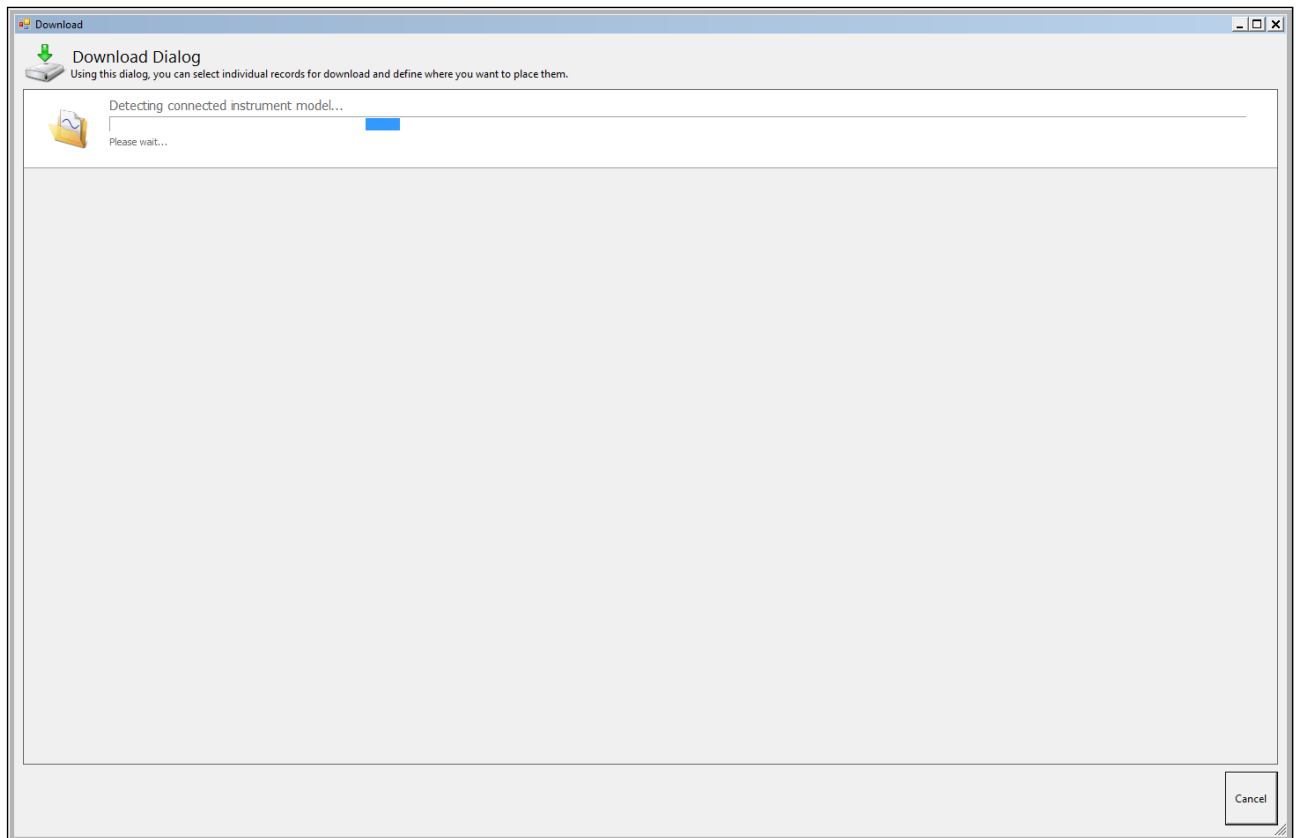 Download
Download Dialog
Using this dialog, you can select individual records for download and define where you want to place them.
Detecting connected instrument model...
Please wait...
Cancel